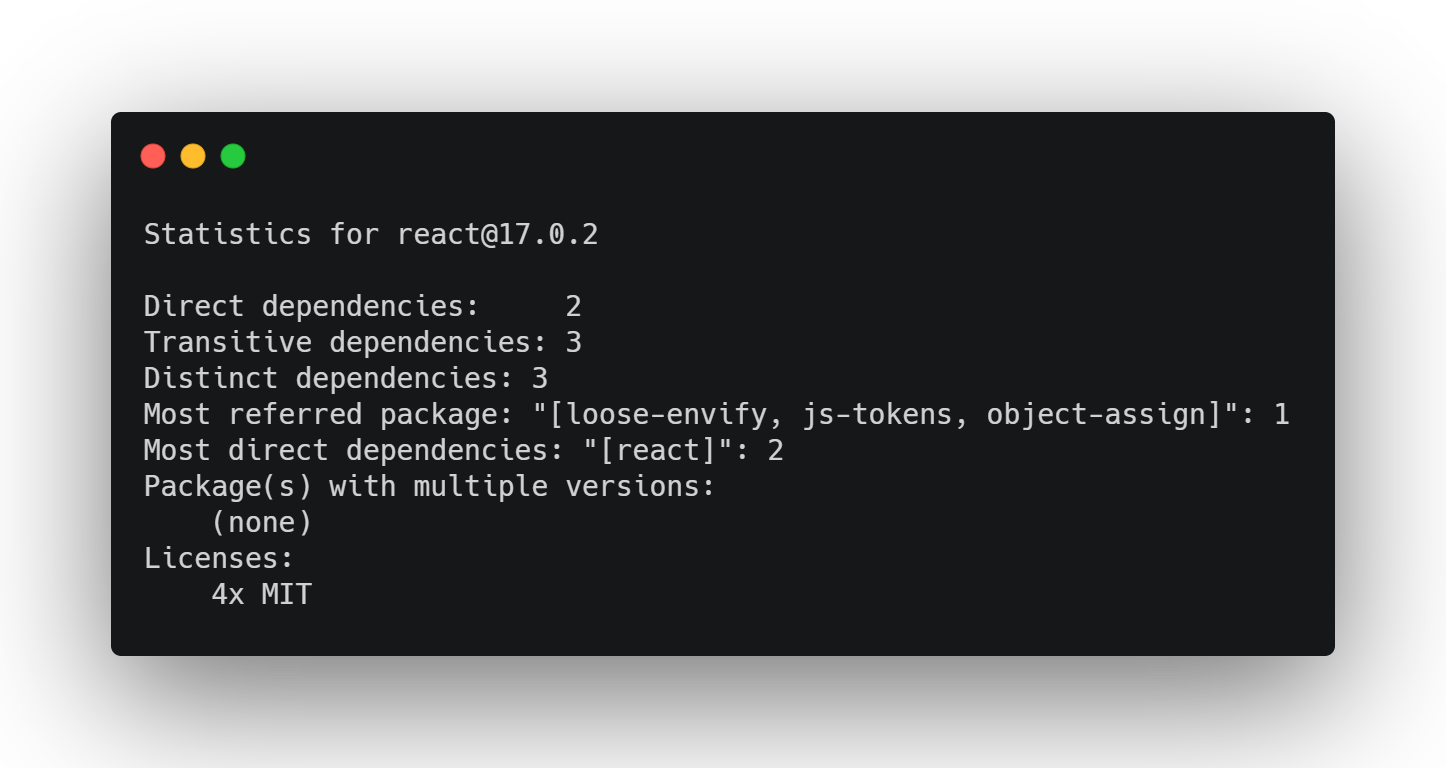 Statistics for react@17.0.2
Direct dependencies:     2
Transitive dependencies: 3
Distinct dependencies: 3
Most referred package: "[loose-envify, js-tokens, object-assign]": 1
Most direct dependencies: "[react]": 2
Package(s) with multiple versions:
    (none)
Licenses:
    4x MIT